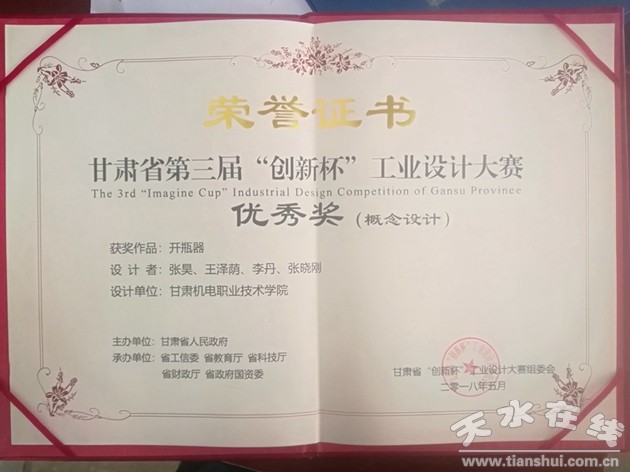 荣誉证书
甘肃省第三届“创新杯”工业设计大赛
The 3rd “Imagine Cup” Industrial Design Competition of Gansu Province
优秀奖（概念设计）
获奖作品：开瓶器
设 计 者：张昊、王泽荫、李丹、张晓刚
设计单位：甘肃机电职业技术学院
主办单位：甘肃省人民政府
承办单位：省工信委 省教育厅 省科技厅
省财政厅 省政府国资委
甘肃省“创新杯”工业设计大赛组委会
二零一八年五月
天水在线
www.tianshui.com.cn